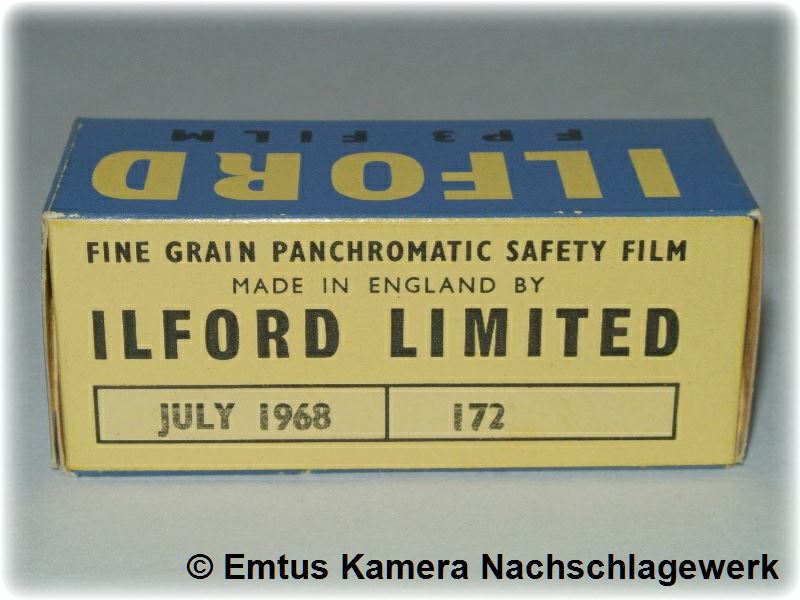 FP3 FILM
ILFORD
FINE GRAIN PANCHROMATIC SAFETY FILM
MADE IN ENGLAND BY
ILFORD LIMITED
JULY 1968 172
© Emtus Kamera Nachschlagewerk